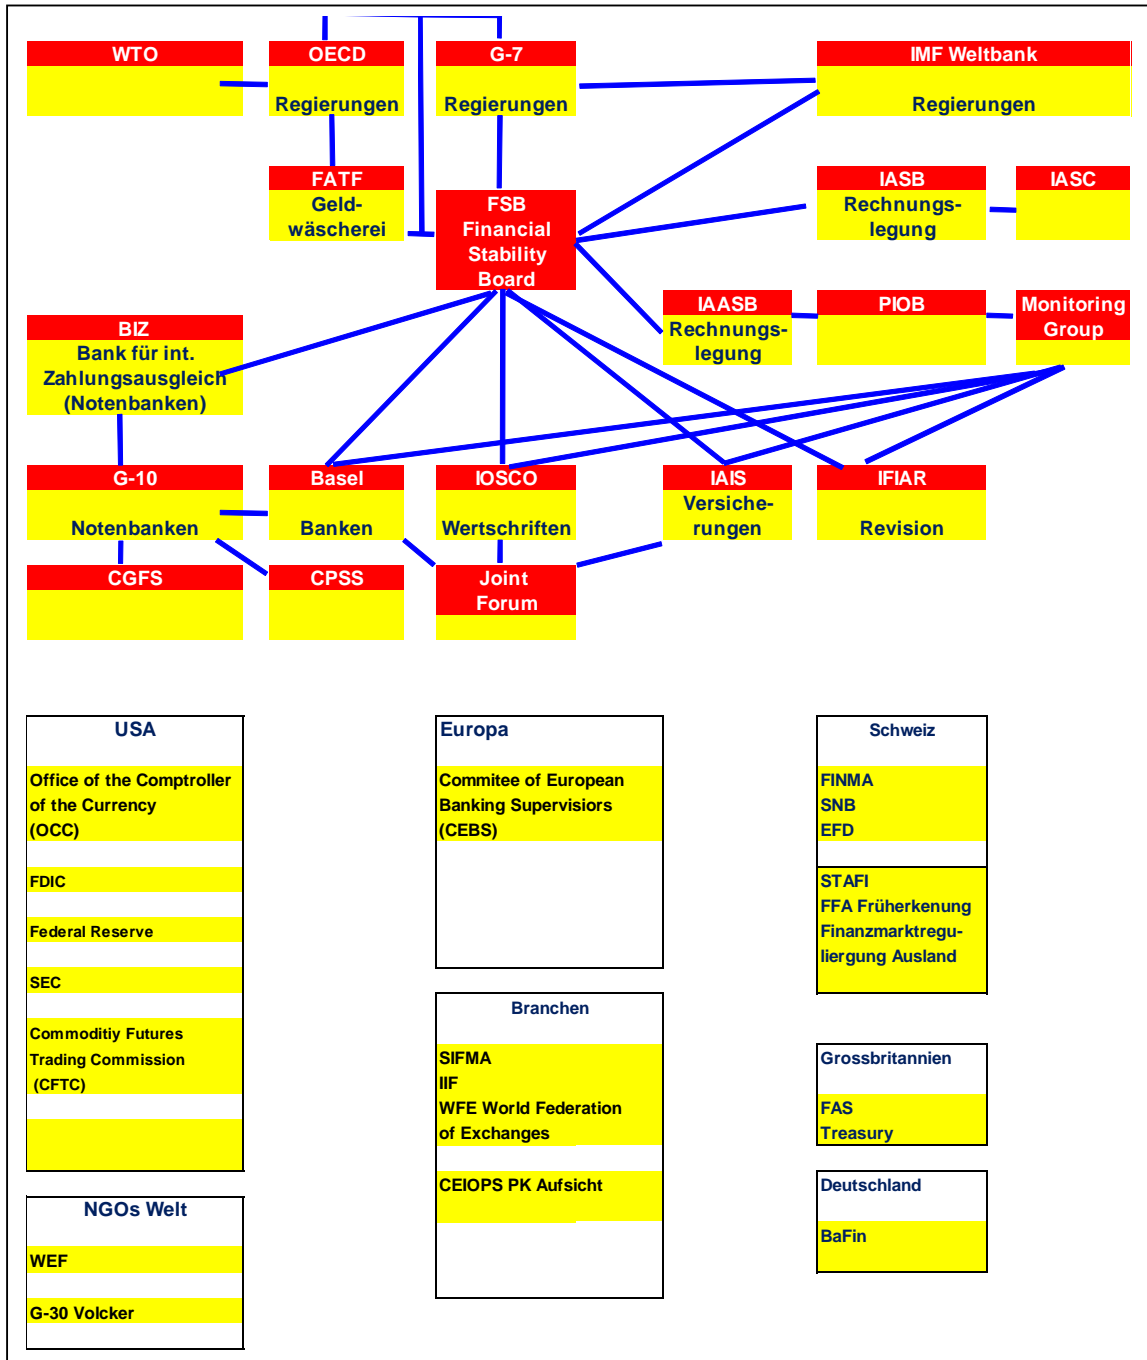 WTO
OECD
Regierungen
G-7
Regierungen
IMF Weltbank
Regierungen
FATF
Geld-
wäscherei
FSB
Financial
Stability
Board
IASB
Rechnungs-
legung
IASC
BIZ
Bank für int.
Zahlungsausgleich
(Notenbanken)
IAASB
Rechnungs-
legung
PIOB
Monitoring
Group
G-10
Notenbanken
Basel
Banken
IOSCO
Wertschriften
IAIS
Versiche-
rungen
IFIAR
Revision
CGFS
CPSS
Joint
Forum
USA
Office of the Comptroller
of the Currency
(OCC)
FDIC
Federal Reserve
SEC
Commoditiy Futures
Trading Commission
(CFTC)
NGOs Welt
WEF
G-30 Volcker
Europa
Commitee of European
Banking Supervisiors
(CEBS)
Branchen
SIFMA
IIF
WFE World Federation
of Exchanges
CEIOPS PK Aufsicht
Schweiz
FINMA
SNB
EFD
STAFI
FFA Früherkenung
Finanzmarktregu-
liergung Ausland
Grossbritannien
FAS
Treasury
Deutschland
BaFin